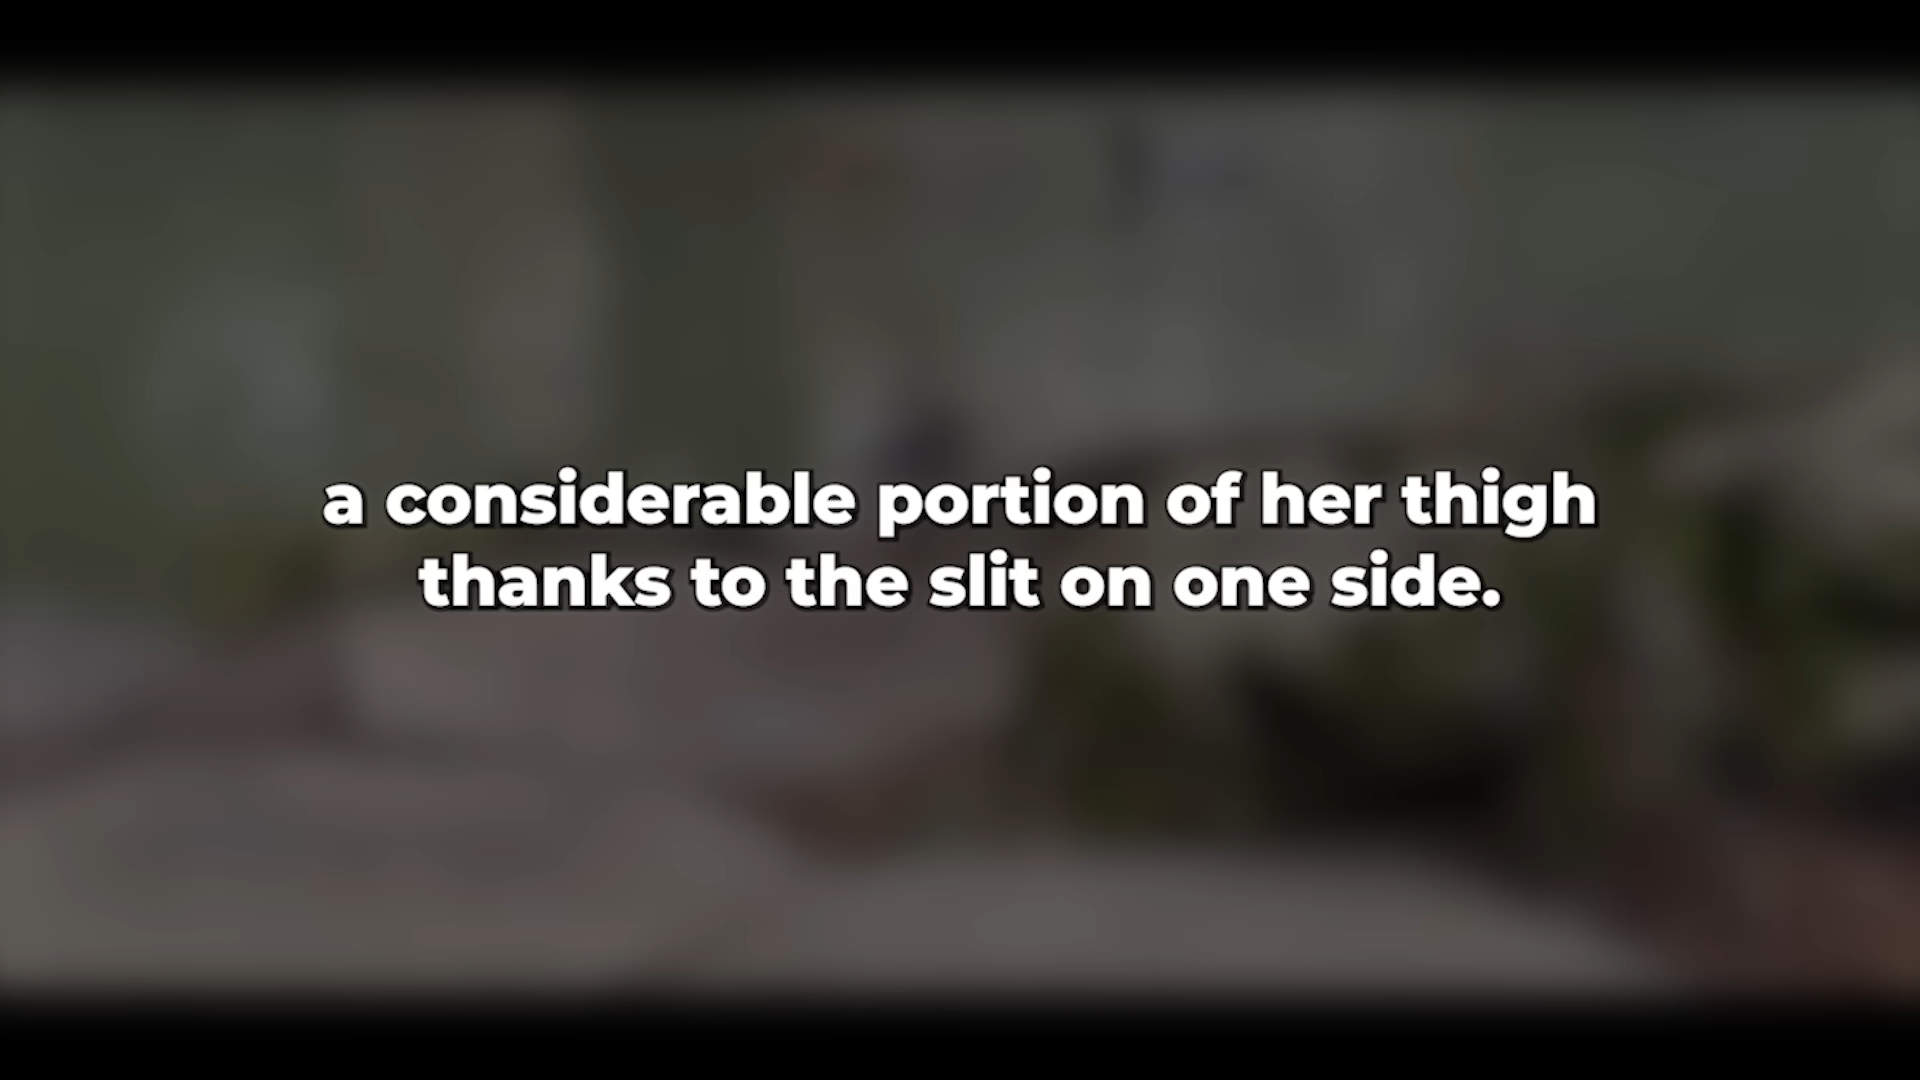 a considerable portion of her thigh
thanks to the slit on one side.